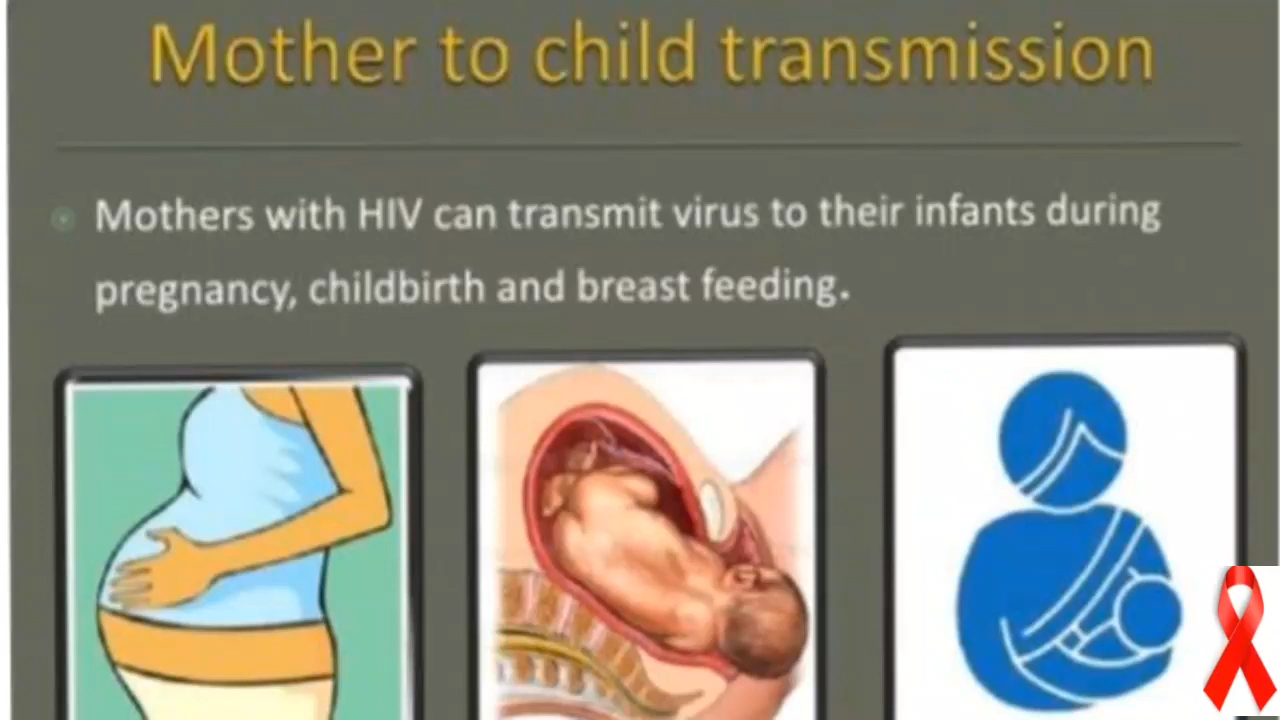 Mother to child transmission
Mothers with HIV can transmit virus to their infants during
pregnancy, childbirth and breast feeding.